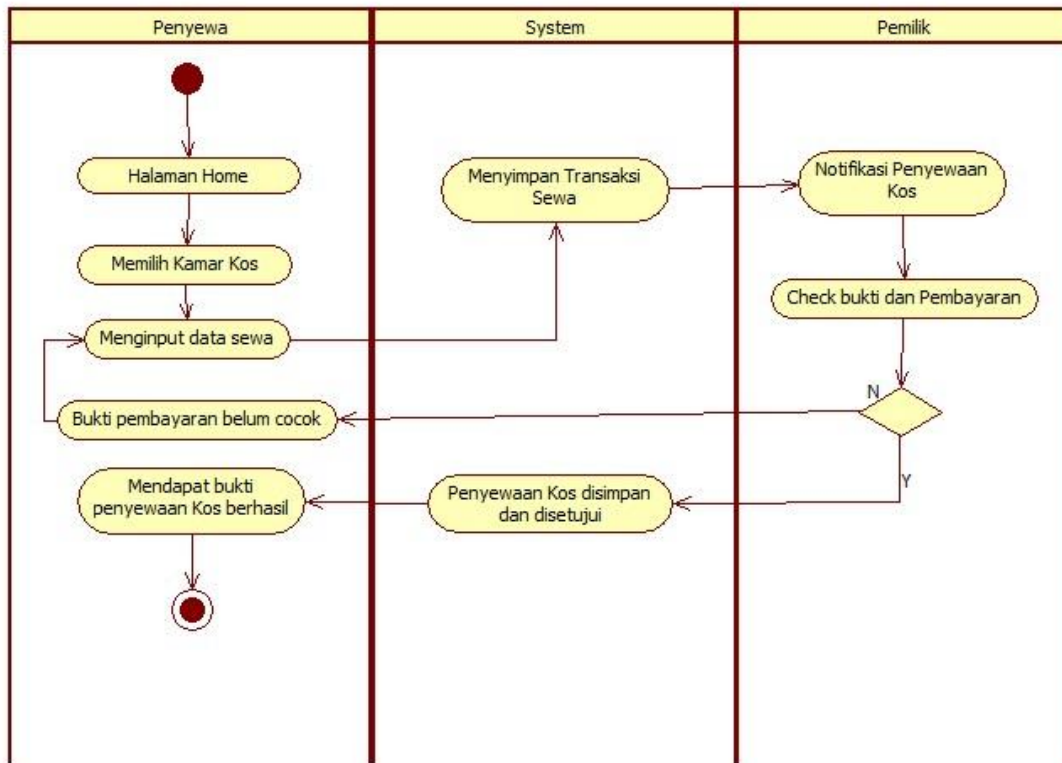 Penyewa
System
Pemilik
Halaman Home
Memilih Kamar Kos
Menginput data sewa
Bukti pembayaran belum cocok
Mendapat bukti
penyewaan Kos berhasil
Menyimpan Transaksi
Sewa
Penyewaan Kos disimpan
dan disetujui
Notifikasi Penyewaan
Kos
Check bukti dan Pembayaran
N
Y